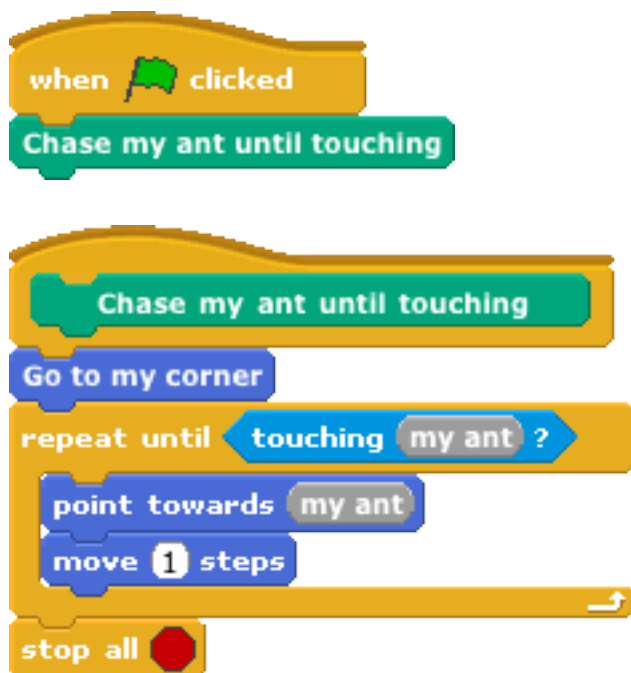 when clicked
Chase my ant until touching
Chase my ant until touching
Go to my corner
repeat until touching my ant ?
point towards my ant
move 1 steps
stop all